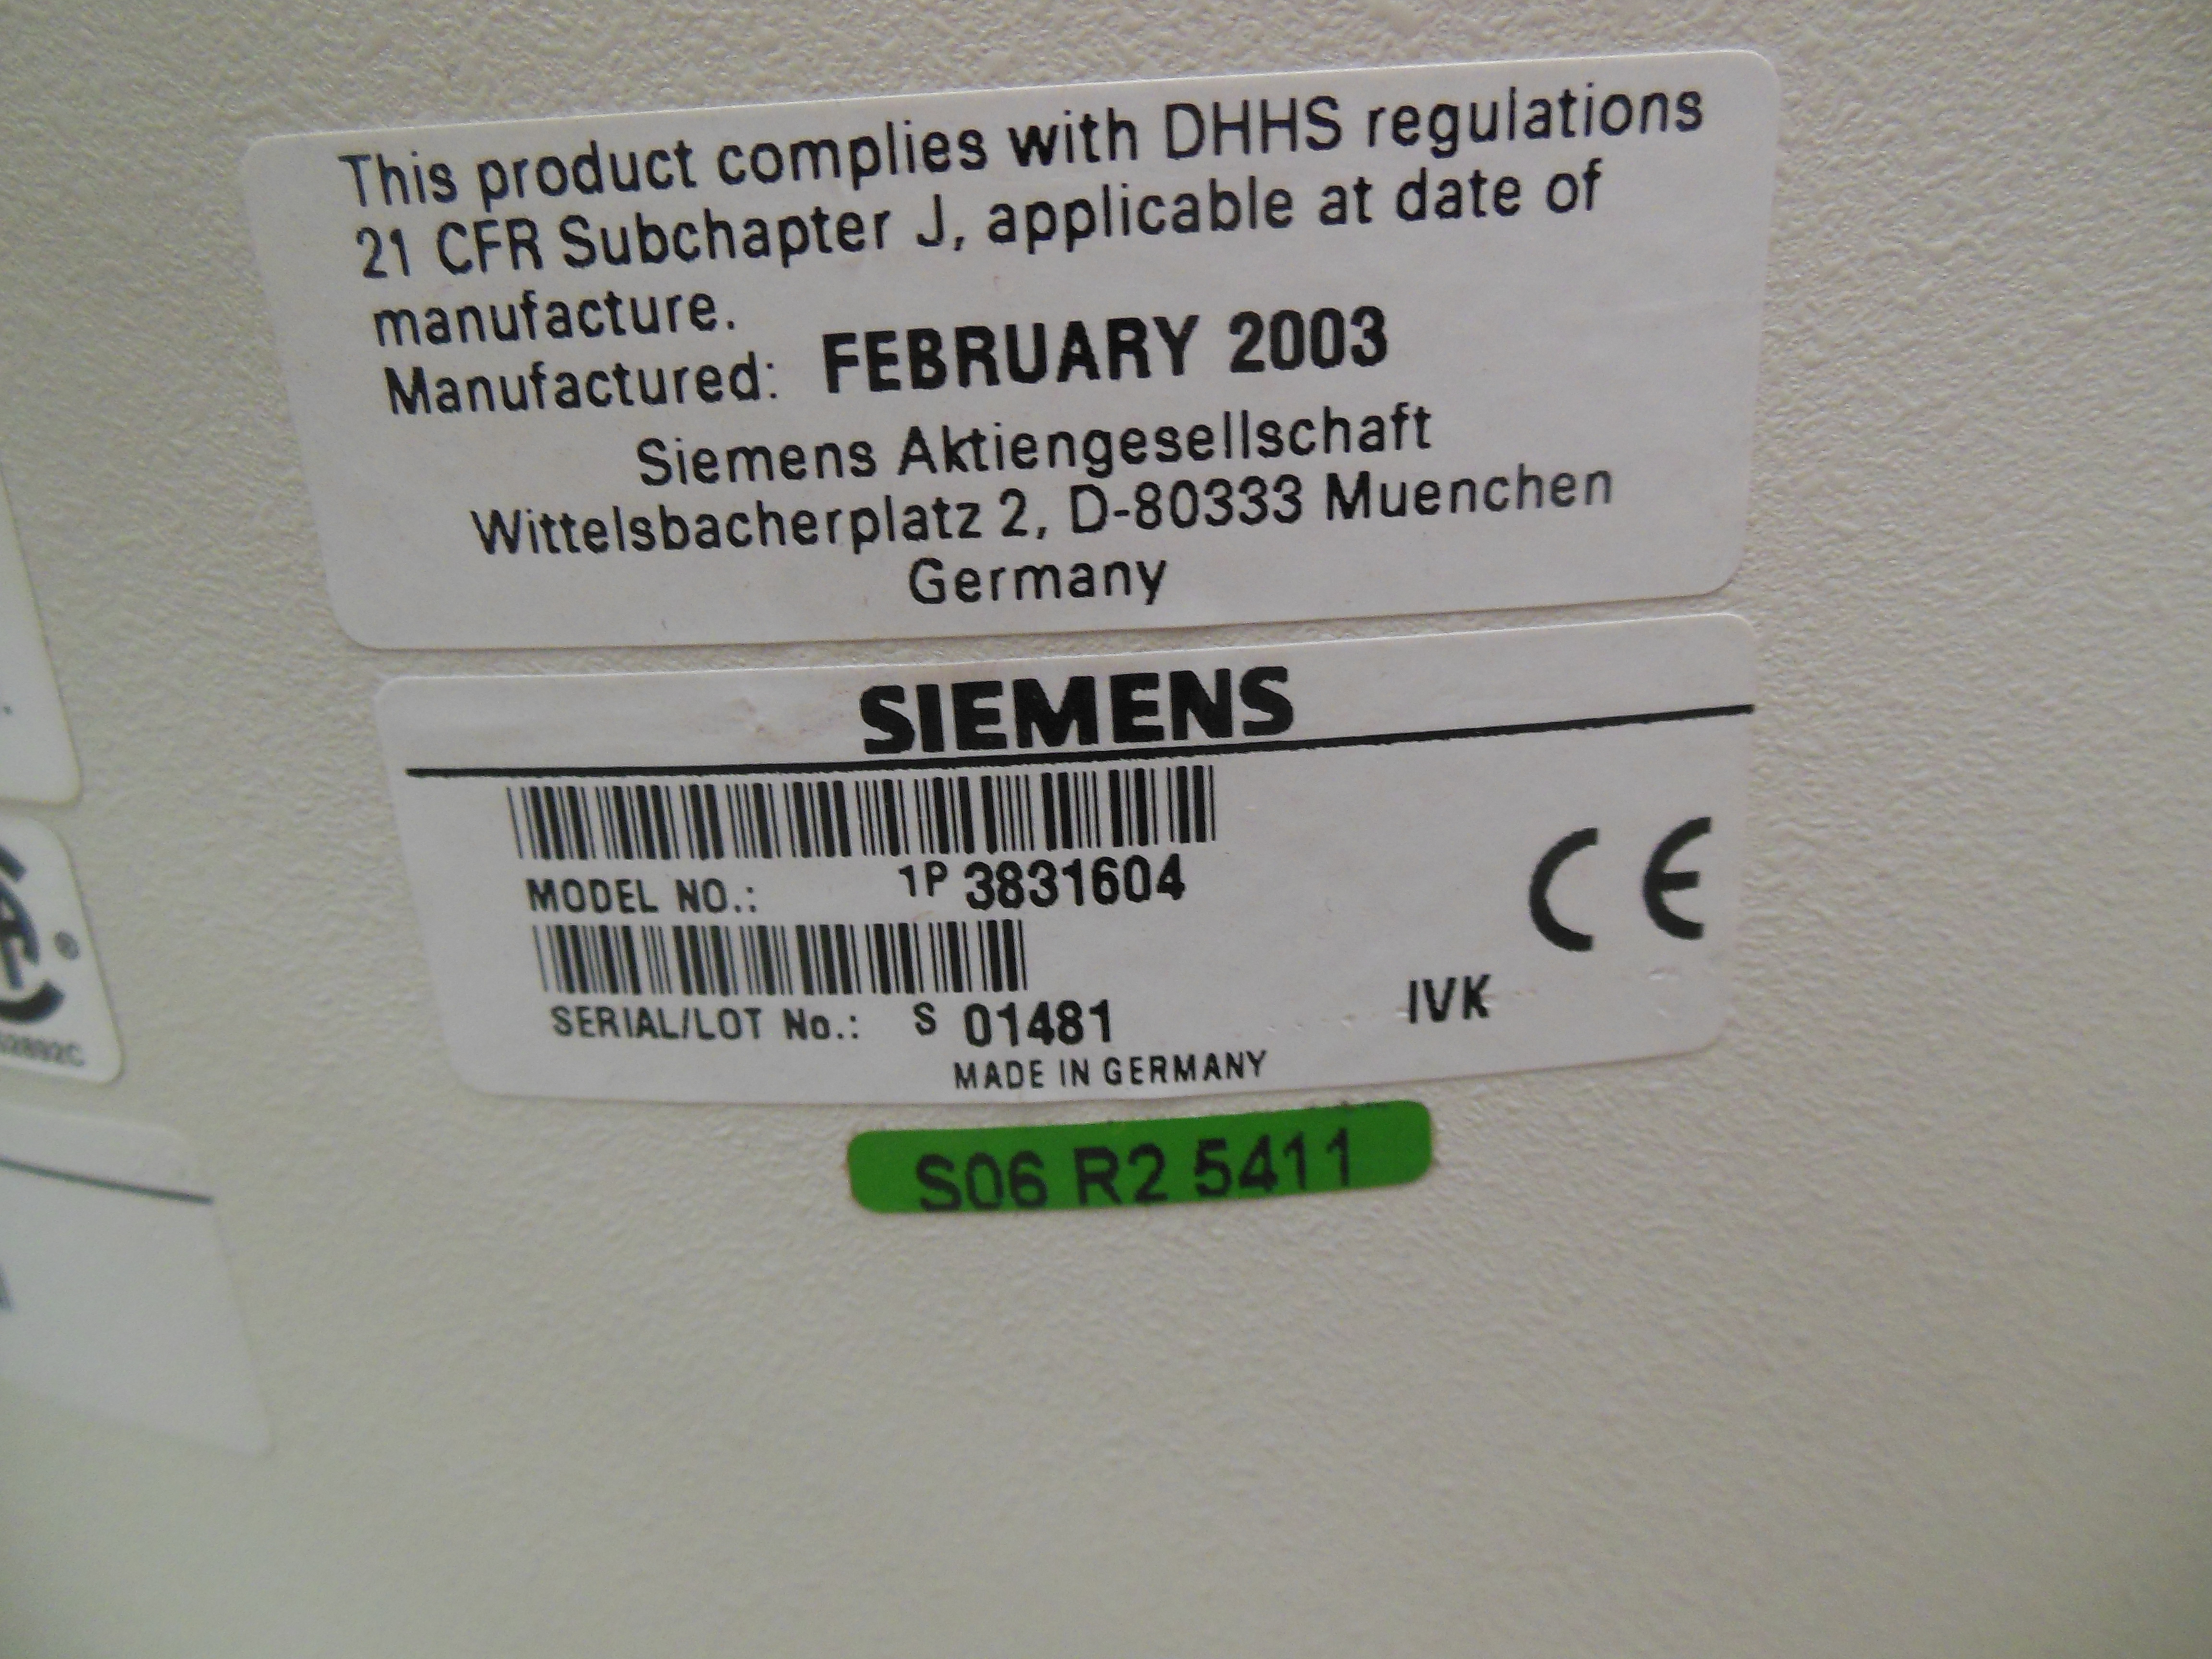 This product complies with DHHS regulations
21 CFR Subchapter J, applicable at date of
manufacture.
Manufactured: FEBRUARY 2003
Siemens Aktiengesellschaft
Wittelsbacherplatz 2, D-80333 Muenchen
Germany
SIEMENS
MODEL NO.: 1P 3831604
CE
SERIAL/LOT No.: S 01481
IVK
MADE IN GERMANY
S06 R2 5411
®